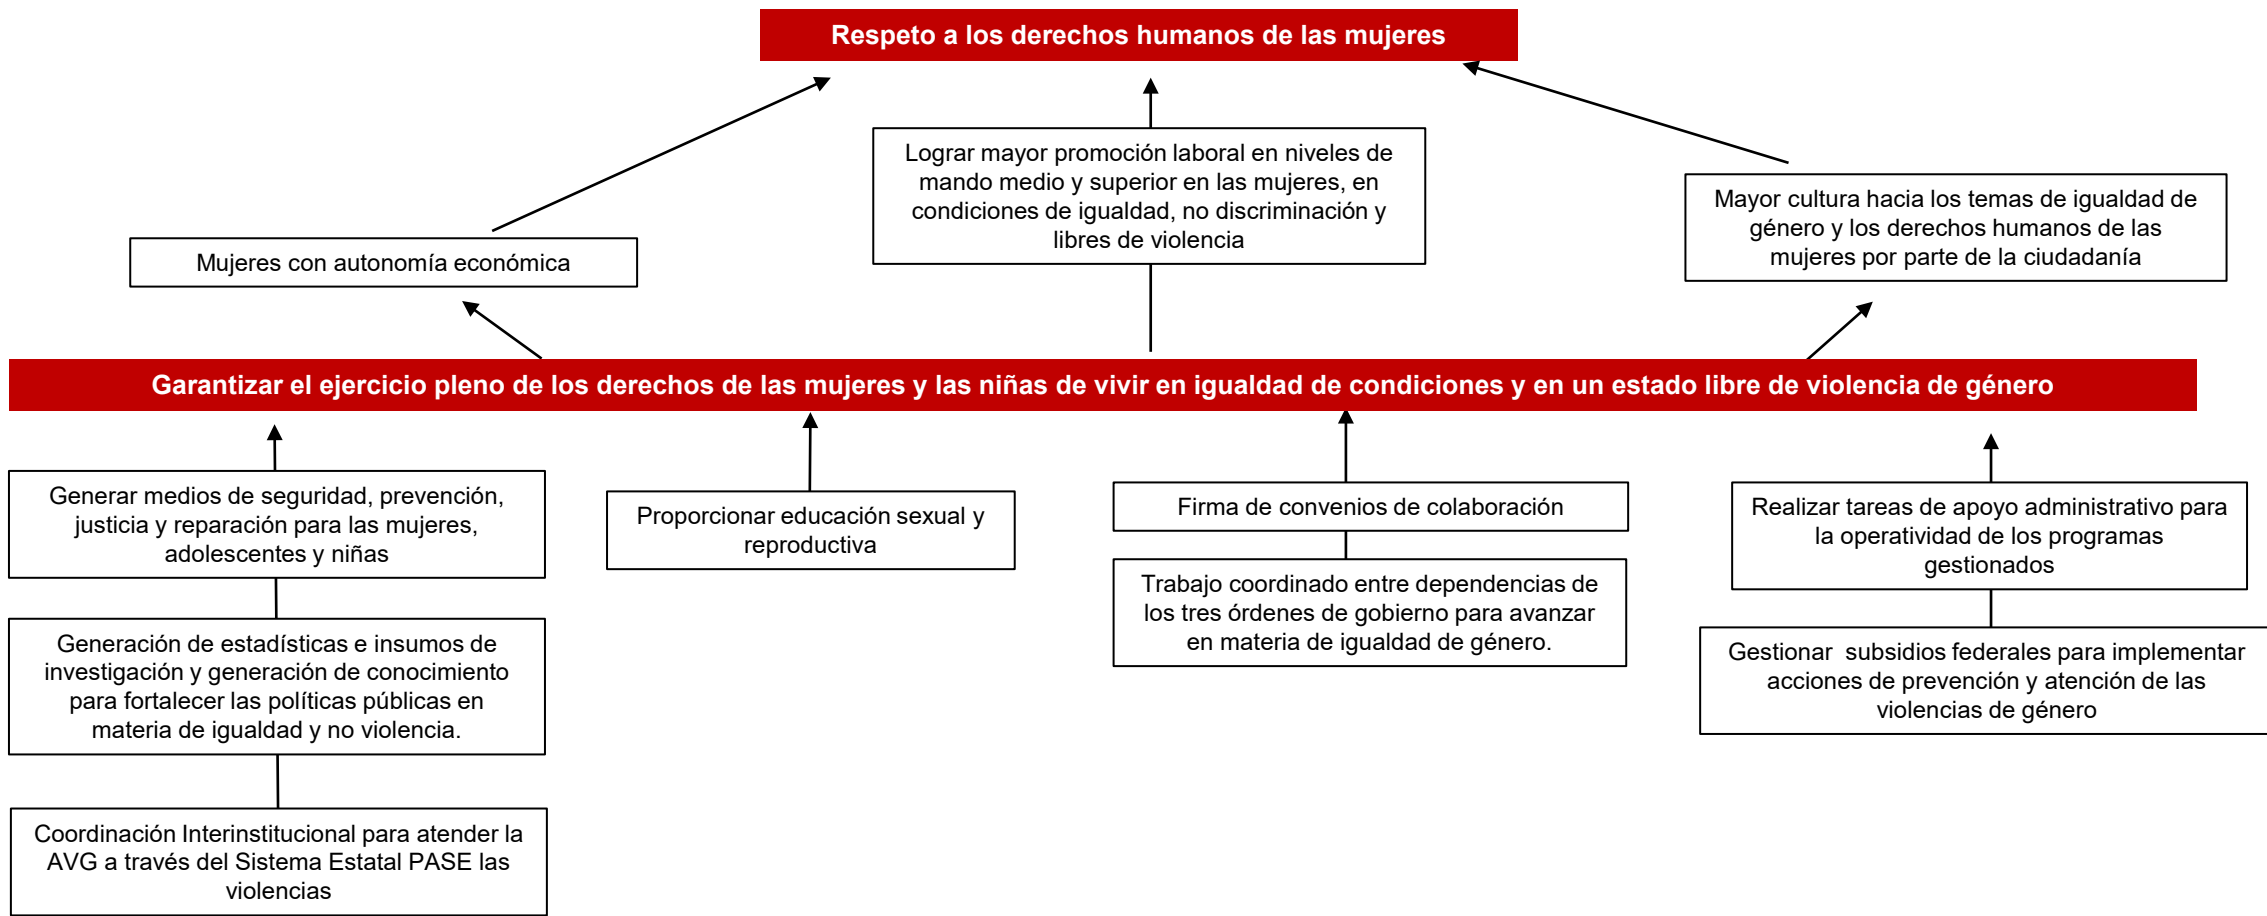 Respeto a los derechos humanos de las mujeres
Lograr mayor promoción laboral en niveles de
mando medio y superior en las mujeres, en
condiciones de igualdad, no discriminación y
libres de violencia
Mayor cultura hacia los temas de igualdad de
género y los derechos humanos de las
mujeres por parte de la ciudadanía
Mujeres con autonomía económica
Garantizar el ejercicio pleno de los derechos de las mujeres y las niñas de vivir en igualdad de condiciones y en un estado libre de violencia de género
Generar medios de seguridad, prevención,
justicia y reparación para las mujeres,
adolescentes y niñas
Generación de estadísticas e insumos de
investigación y generación de conocimiento
para fortalecer las políticas públicas en
materia de igualdad y no violencia.
Coordinación Interinstitucional para atender la
AVG a través del Sistema Estatal PASE las
violencias
Proporcionar educación sexual y
reproductiva
Firma de convenios de colaboración
Trabajo coordinado entre dependencias de
los tres órdenes de gobierno para avanzar
en materia de igualdad de género.
Realizar tareas de apoyo administrativo para
la operatividad de los programas
gestionados
Gestionar  subsidios federales para implementar
acciones de prevención y atención de las
violencias de género